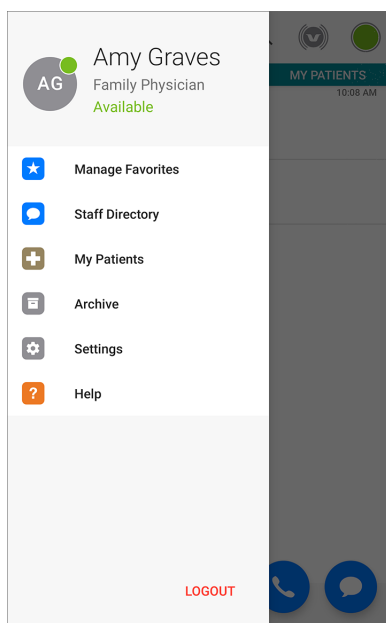 Amy Graves
AG
Family Physician
Available
MY PATIENTS
10:08 AM
Manage Favorites
Staff Directory
My Patients
Archive
Settings
? Help
LOGOUT